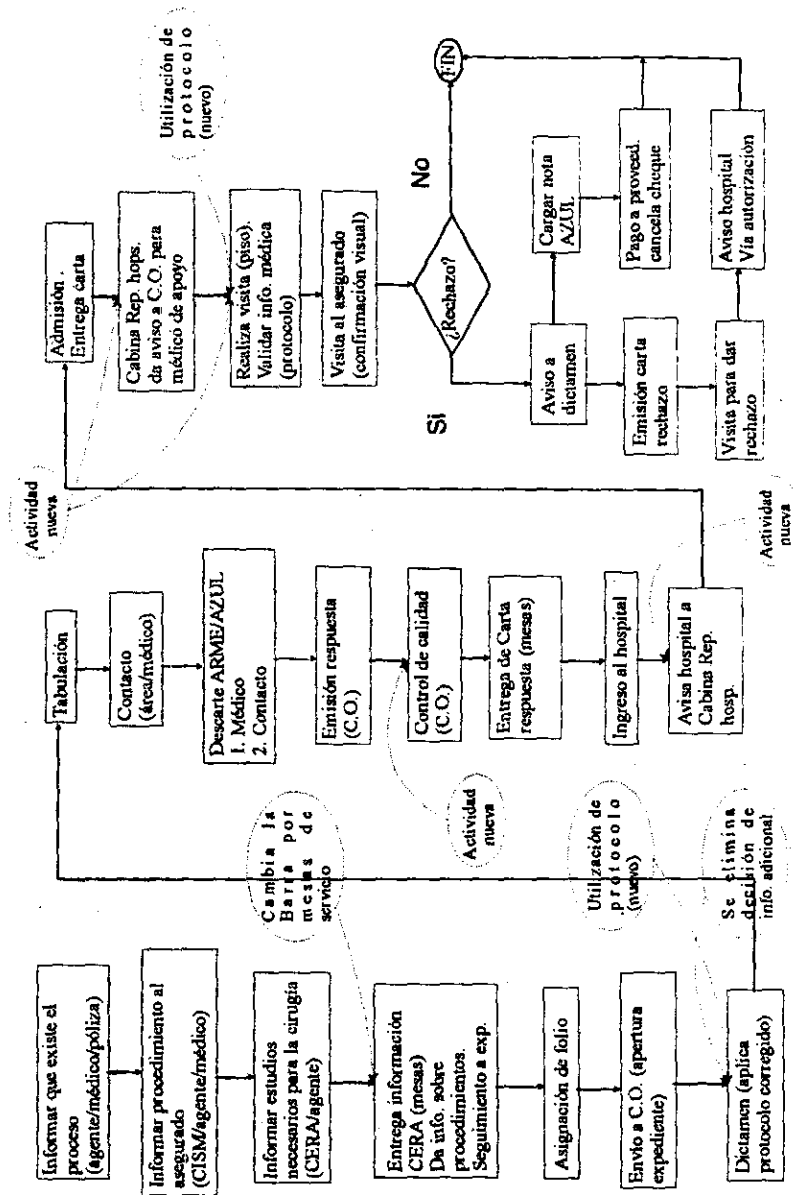 Informar que existe el
proceso
(agente/médico/póliza)
Informar procedimiento al
asegurado
(CISM/agente/médico)
Informar estudios
necesarios para la cirugía
(CERA/agente)
Entrega información
CERA (mesas)
Da info. sobre
procedimientos.
Seguimiento a exp.
Asignación de folio
Envío a C.O. (apertura
expediente)
Dictamen (aplica
protocolo corregido)
Cambia la
Barra por
mesas de
servicio
Utilización de
protocolo
(nuevo)
Se elimina
decisión de
info. adicional
Tabulación
Contacto
(área/médico)
Descarte ARME/AZUL
1. Médico
2. Contacto
Emisión respuesta
(C.O.)
Control de calidad
(C.O.)
Entrega de Carta
respuesta (mesas)
Ingreso al hospital
Avisa hospital a
Cabina Rep.
hosp.
Actividad
nueva
Actividad
nueva
Actividad
nueva
Admisión .
Entrega carta
Cabina Rep. hops.
da aviso a C.O. para
médico de apoyo
Realiza visita (piso).
Validar info. médica
(protocolo)
Visita al asegurado
(confirmación visual)
¿Rechazo?
Si
No
Aviso a
dictamen
Emisión carta
rechazo
Visita para dar
rechazo
Cargar nota
AZUL
Pago a proveed.
cancela cheque
Aviso hospital
Vía autorización
FIN
Utilización de
protocolo
(nuevo)